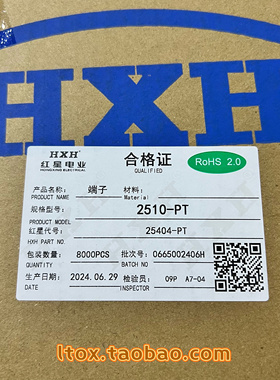 HXH
HXH
红星电业
HONGXING ELECTRICAL
合格证
QUALIFIED
RoHS 2.0
产品名称: 端子 材料:
PRODUCT NAME Material
规格型号: 2510-PT
PRODUCT MODEL
红星代号: 25404-PT
HXH PART NO.
包装数量: 8000PCS 批次号: 0665002406H
QUANTITY BATCH NO
生产日期 2024.06.29 检验员: 09P A7-04
DATE INSPECTOR
ltox.taobao.com